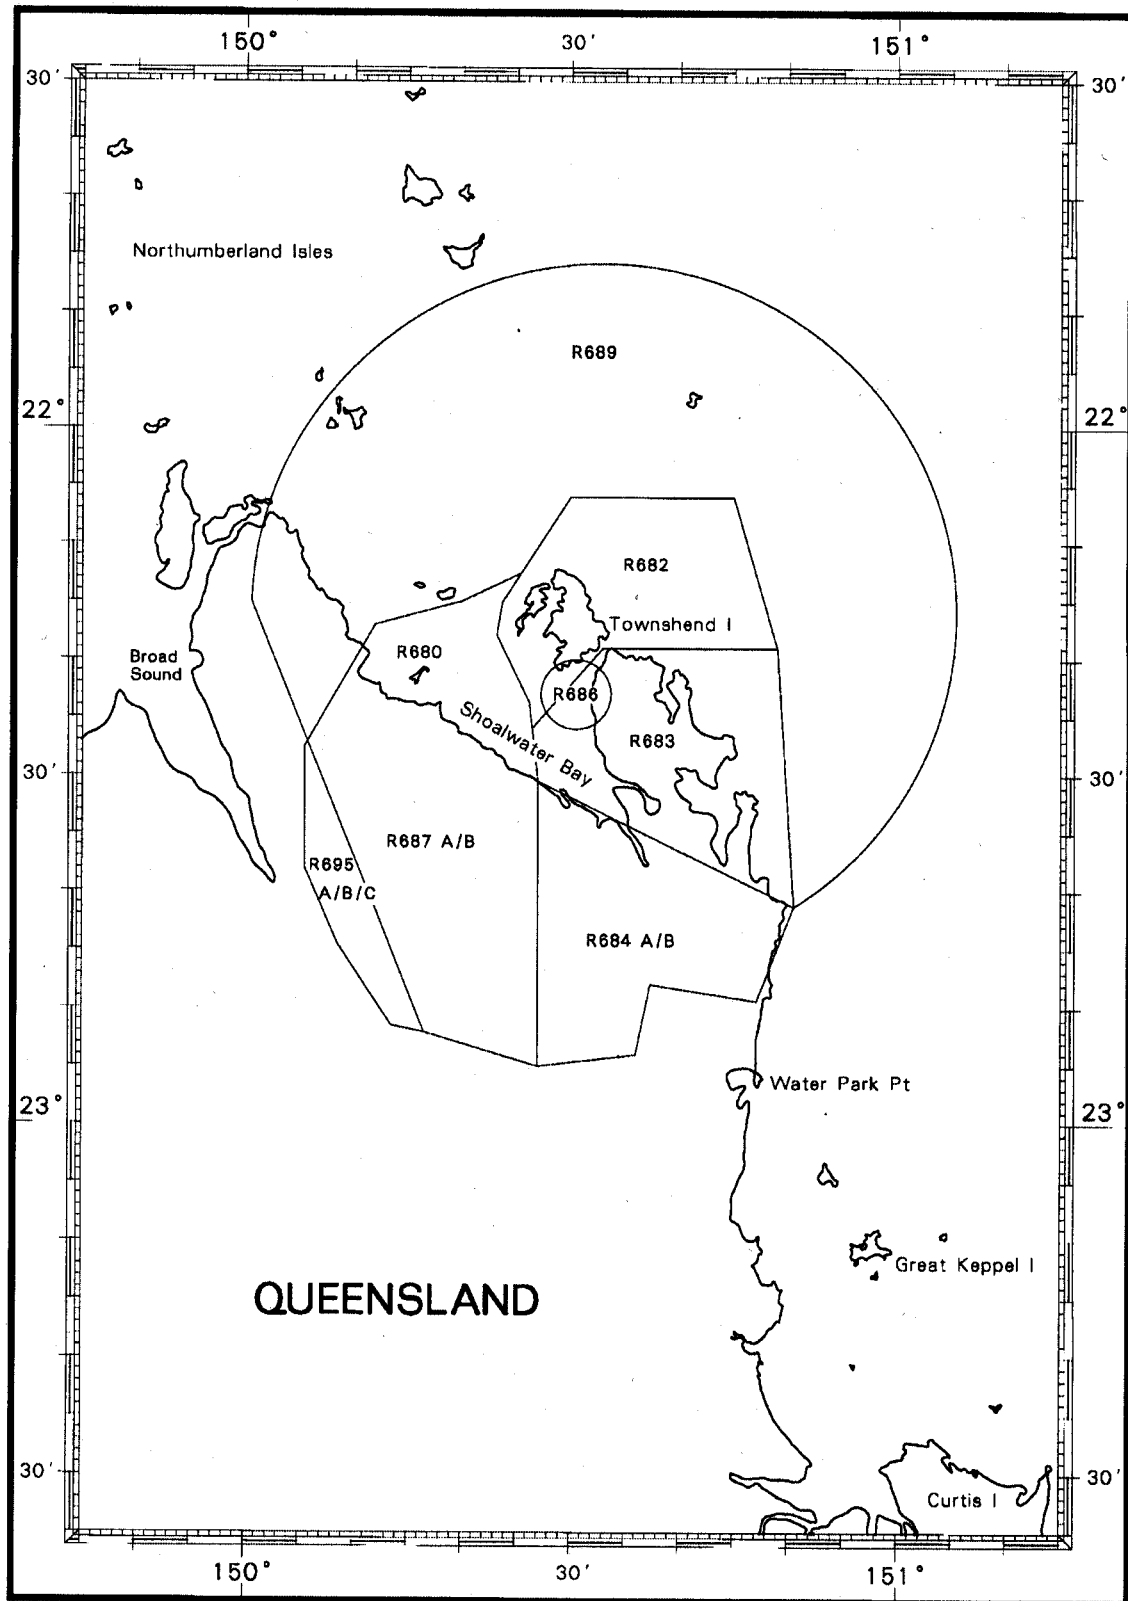 150°
30'
151°
30'
30'
Northumberland Isles
R689
22°
22°
R682
Townshend I
Broad
Sound
R680
R686
Shoalwater Bay
R683
30'
30'
R687 A/B
R695
A/B/C
R684 A/B
Water Park Pt
23°
23°
Great Keppel I
QUEENSLAND
30'
30'
Curtis I
150°
30'
151°